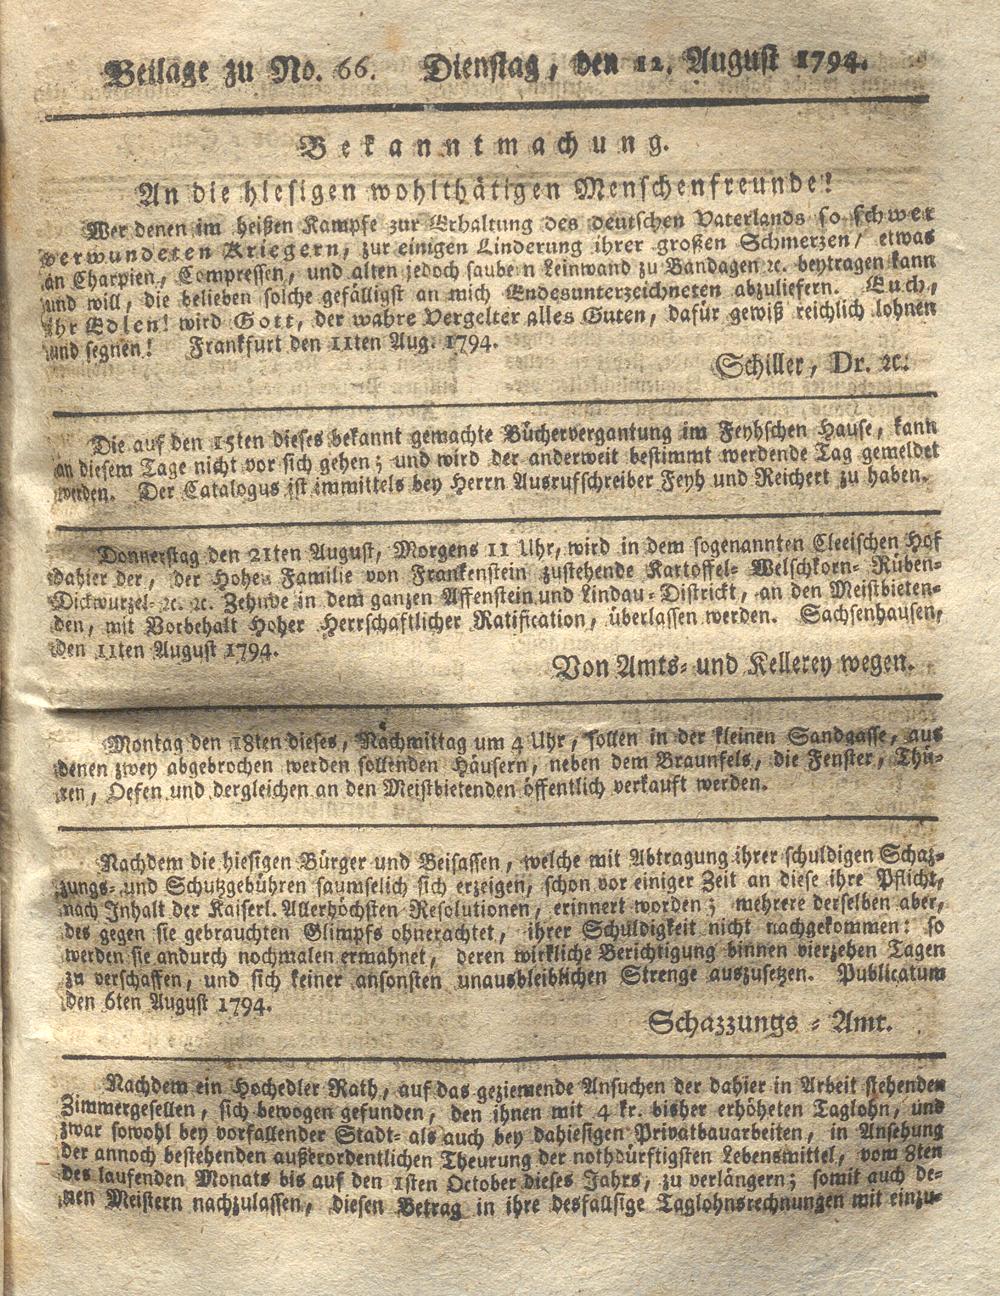 Beilage zu No. 66. Dienstag, den 12. August 1794.
Bekanntmachung.
An die hiesigen wohlthätigen Menschenfreunde!
Wer denen im heißen Kampfe zur Erhaltung des deutschen Vaterlands so schwer
verwundeten Kriegern, zur einigen Linderung ihrer großen Schmerzen/ etwas
an Charpien, Compressen, und alten jedoch saube n Leinwand zu Bandagen ꝛc. beytragen kann
und will, die belieben solche gefälligst an mich Endesunterzeichneten abzuliefern. Euch,
ihr Edlen! wird Gott, der wahre Vergelter alles Guten, dafür gewiß reichlich lohnen
und segnen! Frankfurt den 11ten Aug. 1794.
Schiller, Dr. ꝛc.
Die auf den 15ten dieses bekannt gemachte Büchervergantung im Feyhschen Hause, kann
an diesem Tage nicht vor sich gehen; und wird der anderweit bestimmt werdende Tag gemeldet
werden. Der Catalogus ist immittels bey Herrn Ausrufschreiber Feyh und Reichert zu haben.
Donnerstag den 21ten August, Morgens 11 Uhr, wird in dem sogenannten Cleeischen Hof
dahier der, der Hohen Familie von Frankenstein zustehende Kartoffel- Welschkorn- Rüben-
Dickwurzel- ꝛc. ꝛc. Zehnde in dem ganzen Affenstein und Lindau-Districkt, an den Meistbieten-
den, mit Vorbehalt Hoher Herrschaftlicher Ratification, überlassen werden. Sachsenhausen,
den 11ten August 1794.
Von Amts- und Kellerey wegen.
Montag den 18ten dieses, Nachmittag um 4 Uhr, sollen in der kleinen Sandgasse, aus
denen zwey abgebrochen werden sollenden Häusern, neben dem Braunfels, die Fenster, Thü-
ren, Oefen und dergleichen an den Meistbietenden öffentlich verkauft werden.
Nachdem die hiesigen Bürger und Beisassen, welche mit Abtragung ihrer schuldigen Schaz-
zungs- und Schutzgebühren saumselich sich erzeigen, schon vor einiger Zeit an diese ihre Pflicht,
nach Inhalt der Kaiserl. Allerhöchsten Resolutionen, erinnert worden; mehrere derselben aber,
des gegen sie gebrauchten Glimpfs ohnerachtet, ihrer Schuldigkeit nicht nachgekommen: so
werden sie andurch nochmalen ermahnet, deren wirkliche Berichtigung binnen vierzehen Tagen
zu verschaffen, und sich keiner ansonsten unausbleiblichen Strenge auszusetzen. Publicatum
den 6ten August 1794.
Schazzungs-Amt.
Nachdem ein Hochedler Rath, auf das geziemende Ansuchen der dahier in Arbeit stehenden
Zimmergesellen, sich bewogen gefunden, den ihnen mit 4 kr. bisher erhöheten Taglohn, und
zwar sowohl bey vorfallender Stadt- als auch bey dahiesigen Privatbauarbeiten, in Ansehung
der annoch bestehenden außerordentlichen Theurung der nothdürftigsten Lebensmittel, vom 8ten
des laufenden Monats bis auf den 1sten October dieses Jahrs, zu verlängern; somit auch de-
nen Meistern nachzulassen, diesen Betrag in ihre desfallsige Taglohnsrechnungen mit einzu-